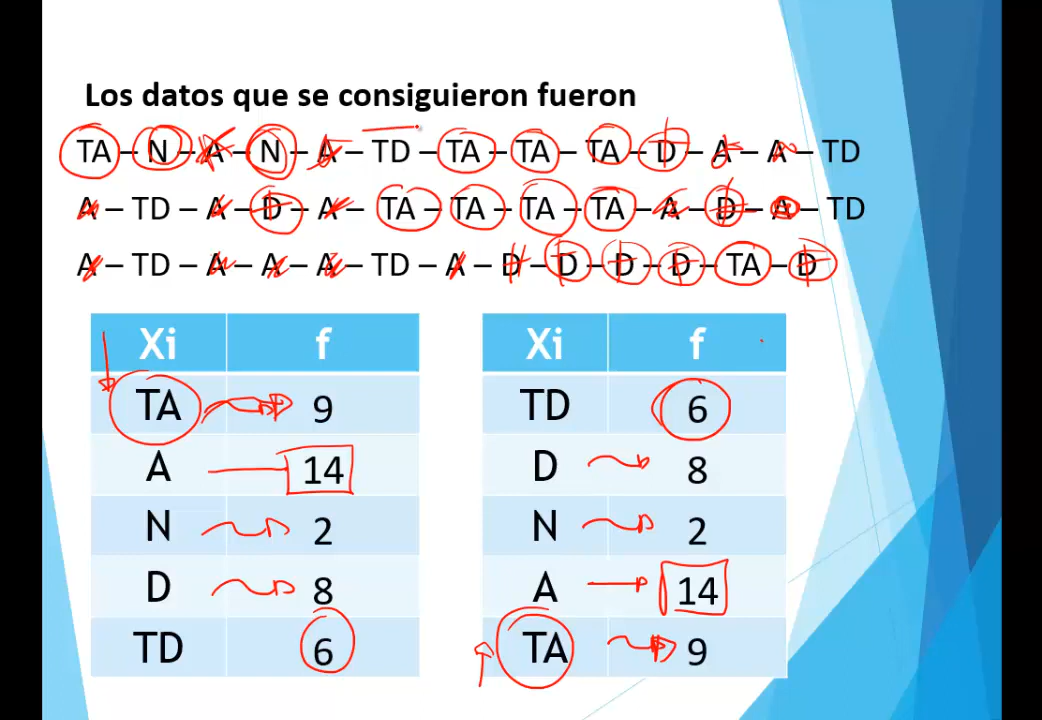 Los datos que se consiguieron fueron
TA – N – A – N – A – TD – TA – TA – TA – D – A – A – TD
A – TD – A – D – A – TA – TA – TA – TA – A – D – A – TD
A – TD – A – A – A – TD – A – D – D – D – D – TA – D
Xi f
TA 9
A 14
N 2
D 8
TD 6
Xi f
TD 6
D 8
N 2
A 14
TA 9